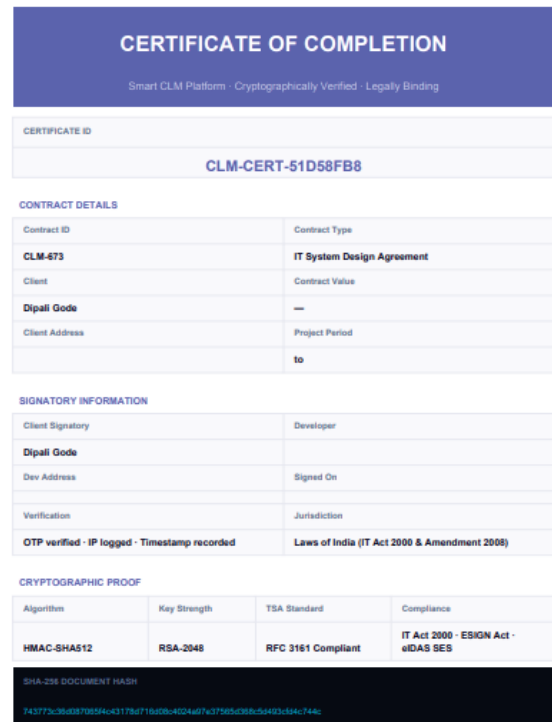 CERTIFICATE OF COMPLETION
Smart CLM Platform · Cryptographically Verified · Legally Binding
CERTIFICATE ID
CLM-CERT-51D58FB8
CONTRACT DETAILS
Contract ID Contract Type
CLM-673 IT System Design Agreement
Client Contract Value
Dipali Gode —
Client Address Project Period
to
SIGNATORY INFORMATION
Client Signatory Developer
Dipali Gode
Dev Address Signed On
Verification Jurisdiction
OTP verified · IP logged · Timestamp recorded Laws of India (IT Act 2000 & Amendment 2008)
CRYPTOGRAPHIC PROOF
Algorithm Key Strength TSA Standard Compliance
HMAC-SHA512 RSA-2048 RFC 3161 Compliant IT Act 2000 · ESIGN Act ·
eIDAS SES
SHA-256 DOCUMENT HASH